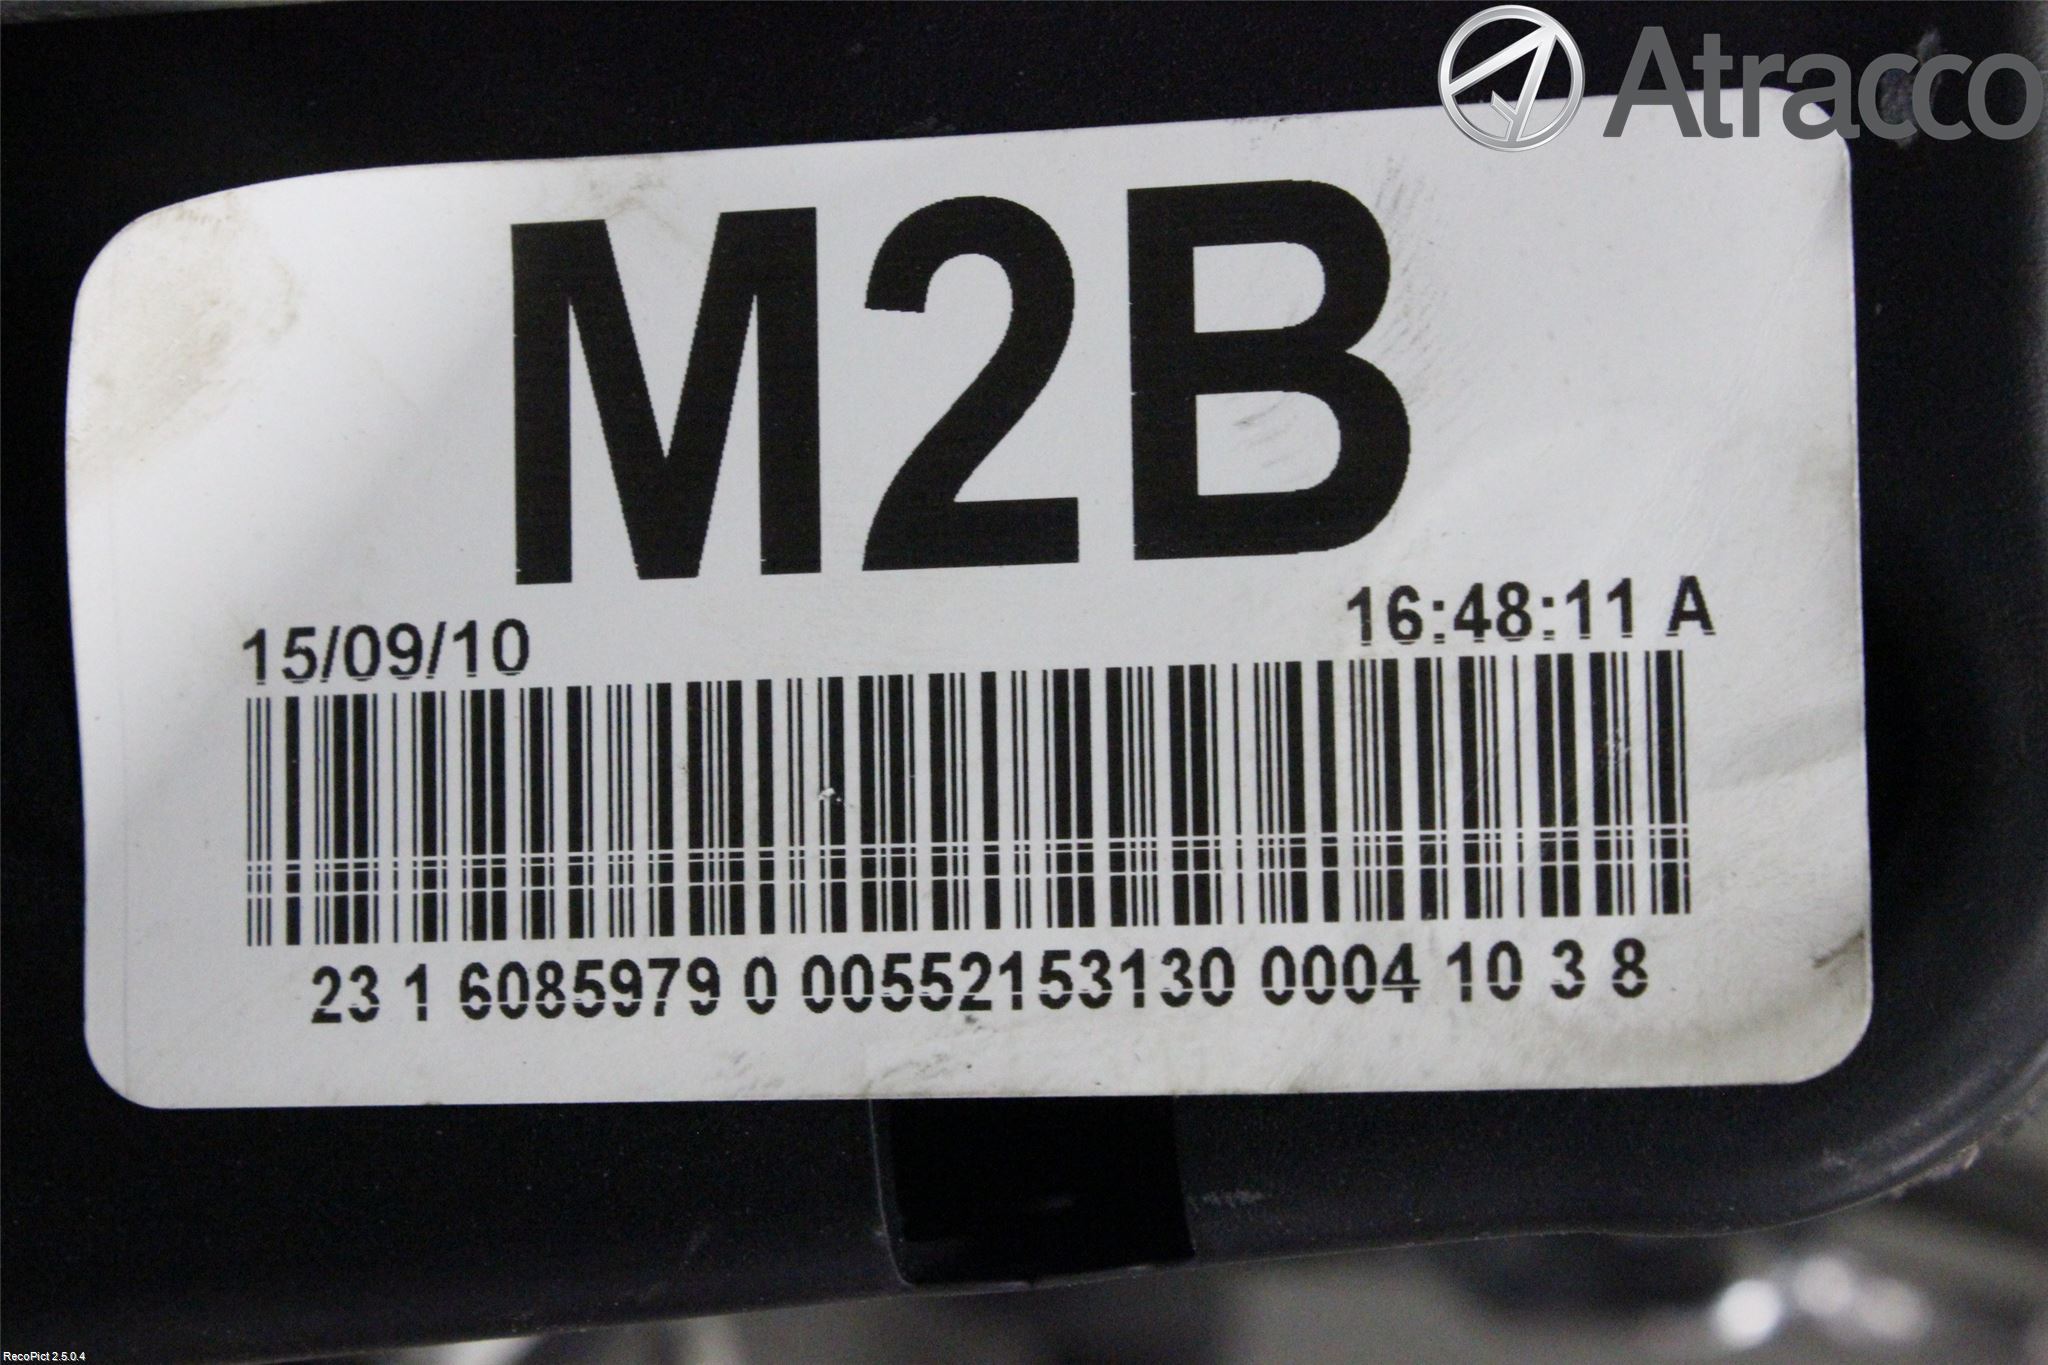 Atracco
M2B
15/09/10 16:48:11 A
23 1 6085979 0 00552153130 0004 10 3 8
RecoPict 2.5.0.4